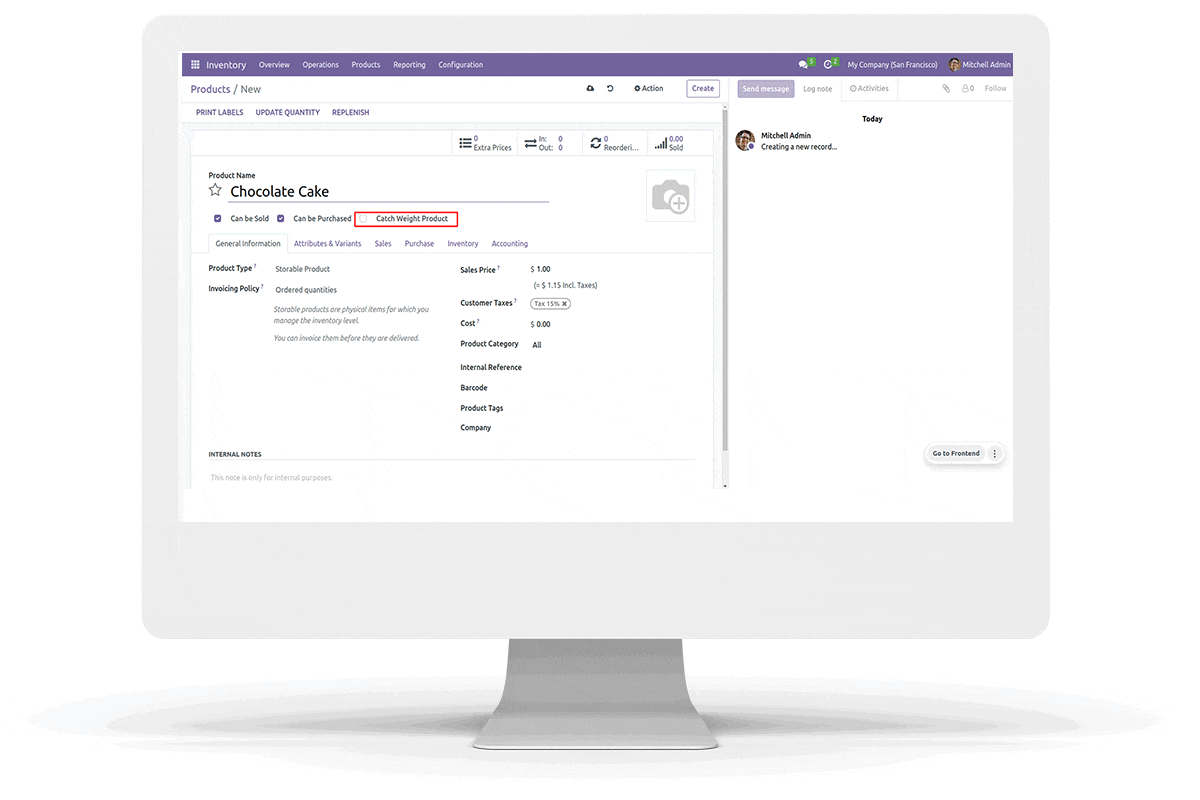 Inventory Overview Operations Products Reporting Configuration 5 2 My Company (San Francisco) Mitchell Admin
Products / New Action Create Send message Log note Activities 0 Follow
PRINT LABELS UPDATE QUANTITY REPLENISH
Today
0 Extra Prices
In: 0
Out: 0
0 Reorderi...
0.00 Sold
Mitchell Admin
Creating a new record...
Product Name
Chocolate Cake
Can be Sold Can be Purchased Catch Weight Product
General Information Attributes & Variants Sales Purchase Inventory Accounting
Product Type ? Storable Product
Invoicing Policy ? Ordered quantities
Storable products are physical items for which you
manage the inventory level.
You can invoice them before they are delivered.
Sales Price ? $ 1.00
(= $ 1.15 Incl. Taxes)
Customer Taxes ? Tax 15% ✖
Cost ? $ 0.00
Product Category All
Internal Reference
Barcode
Product Tags
Company
INTERNAL NOTES
This note is only for internal purposes.
Go to Frontend